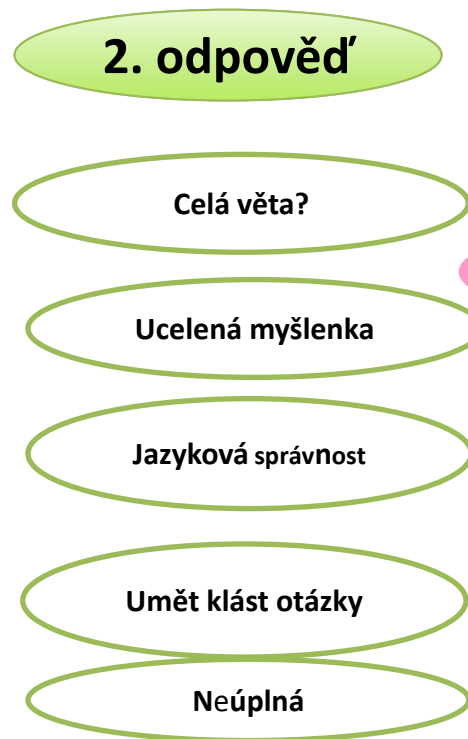 2. odpověď
Celá věta?
Ucelená myšlenka
Jazyková správnost
Umět klást otázky
Neúplná